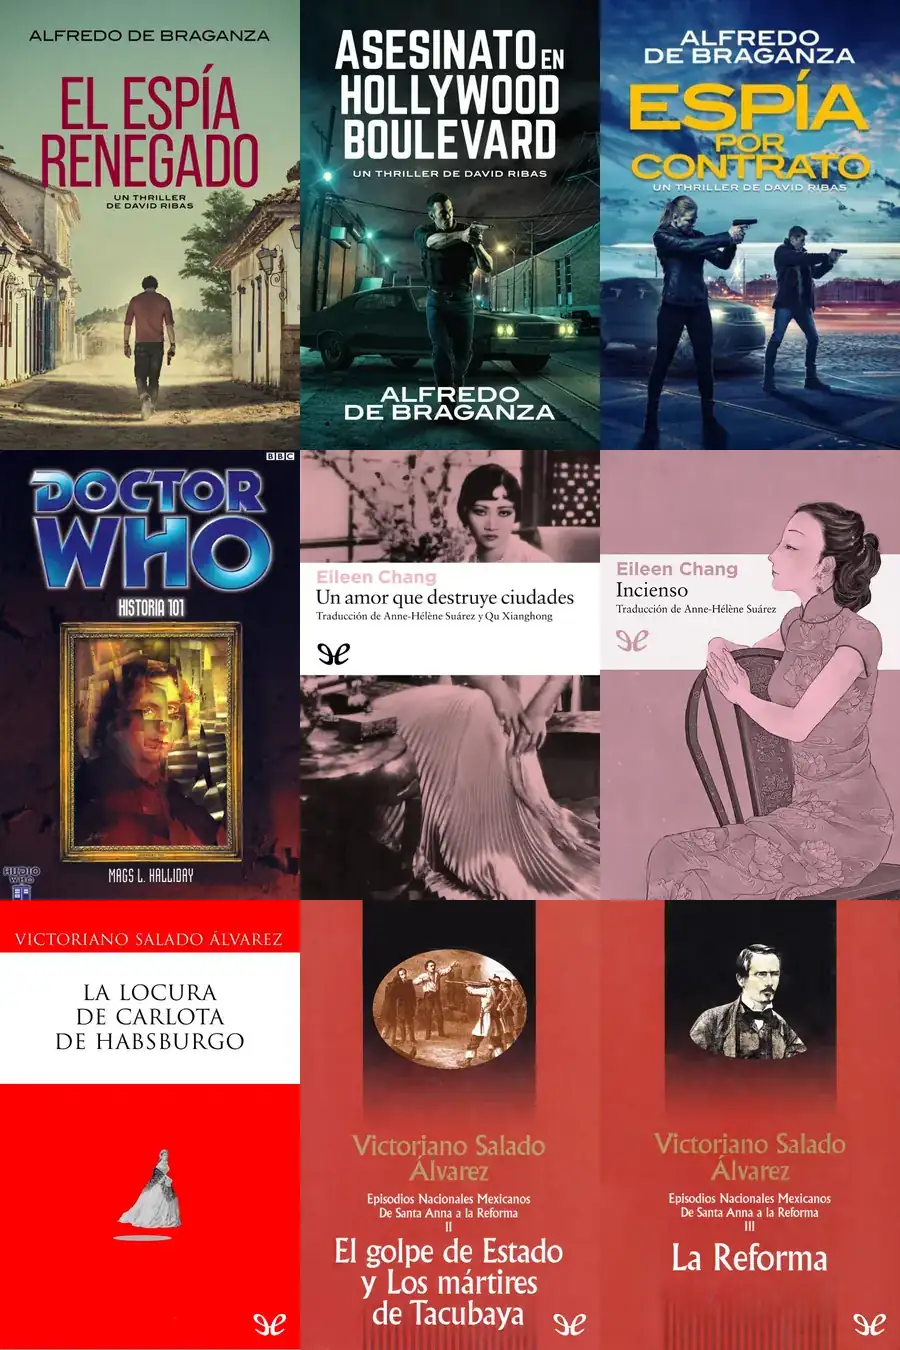 ALFREDO DE BRAGANZA
EL ESPÍA
RENEGADO
UN THRILLER
DE DAVID RIBAS
ASESINATO EN
HOLLYWOOD
BOULEVARD
UN THRILLER DE DAVID RIBAS
ALFREDO
DE BRAGANZA
ALFREDO
DE BRAGANZA
ESPÍA
POR
CONTRATO
UN THRILLER DE DAVID RIBAS
BBC
DOCTOR
WHO
HISTORIA 101
MAGS L. HALLIDAY
AUDIO
WHO
Eileen Chang
Un amor que destruye ciudades
Traducción de Anne-Hélène Suárez y Qu Xianghong
Eileen Chang
Incienso
Traducción de Anne-Hélène Suárez
VICTORIANO SALADO ÁLVAREZ
LA LOCURA
DE CARLOTA
DE HABSBURGO
Victoriano Salado
Álvarez
Episodios Nacionales Mexicanos
De Santa Anna a la Reforma
II
El golpe de Estado
y Los mártires
de Tacubaya
Victoriano Salado
Álvarez
Episodios Nacionales Mexicanos
De Santa Anna a la Reforma
III
La Reforma